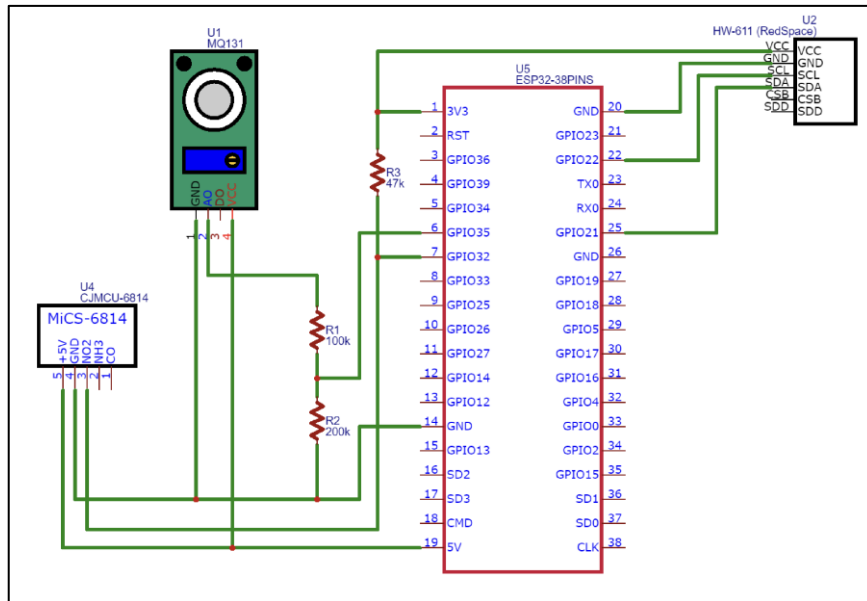 U1
MQ131
GND
AO
DO
VCC
1
2
3
4
U4
CJMCU-6814
MiCS-6814
+5V
GND
NO2
NH3
CO
5
4
3
2
1
R1
100k
R2
200k
R3
47k
U5
ESP32-38PINS
1 3V3
2 RST
3 GPIO36
4 GPIO39
5 GPIO34
6 GPIO35
7 GPIO32
8 GPIO33
9 GPIO25
10 GPIO26
11 GPIO27
12 GPIO14
13 GPIO12
14 GND
15 GPIO13
16 SD2
17 SD3
18 CMD
19 5V
GND 20
GPIO23 21
GPIO22 22
TX0 23
RX0 24
GPIO21 25
GND 26
GPIO19 27
GPIO18 28
GPIO5 29
GPIO17 30
GPIO16 31
GPIO4 32
GPIO0 33
GPIO2 34
GPIO15 35
SD1 36
SD0 37
CLK 38
U2
HW-611 (RedSpace)
VCC VCC
GND GND
SCL SCL
SDA SDA
CSB CSB
SDD SDD